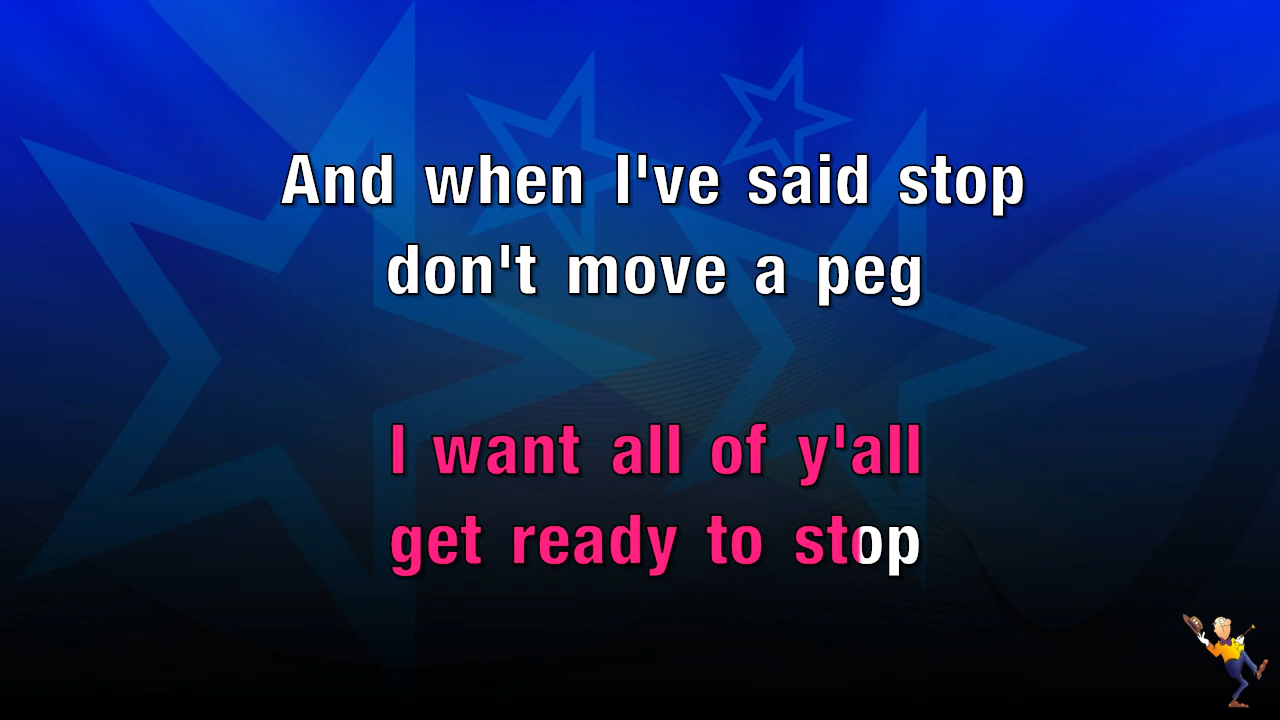 And when I've said stop
don't move a peg
I want all of y'all
get ready to stop